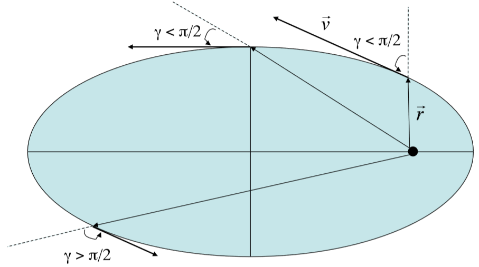 γ < π/2
v⃗
γ < π/2
r⃗
γ > π/2